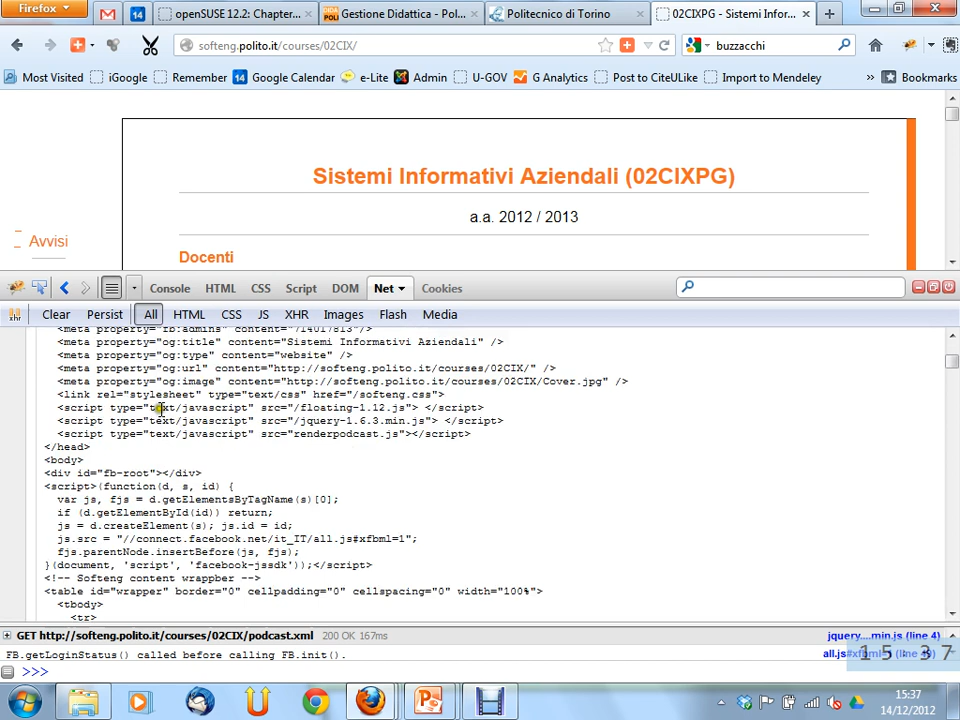 Firefox
openSUSE 12.2: Chapter...
Gestione Didattica - Pol...
Politecnico di Torino
02CIXPG - Sistemi Infor...
softeng.polito.it/courses/02CIX/
buzzacchi
Most Visited
iGoogle
Remember
14
Google Calendar
e-Lite
Admin
U-GOV
G Analytics
Post to CiteULike
Import to Mendeley
»
Bookmarks
Sistemi Informativi Aziendali (02CIXPG)
a.a. 2012 / 2013
Avvisi
Docenti
Console HTML CSS Script DOM Net Cookies
Clear Persist All HTML CSS JS XHR Images Flash Media
<meta property="fb:admins" content="/14017813"/>
<meta property="og:title" content="Sistemi Informativi Aziendali" />
<meta property="og:type" content="website" />
<meta property="og:url" content="http://softeng.polito.it/courses/02CIX/" />
<meta property="og:image" content="http://softeng.polito.it/courses/02CIX/Cover.jpg" />
<link rel="stylesheet" type="text/css" href="/softeng.css">
<script type="text/javascript" src="/floating-1.12.js"> </script>
<script type="text/javascript" src="/jquery-1.6.3.min.js"> </script>
<script type="text/javascript" src="renderpodcast.js"></script>
</head>
<body>
<div id="fb-root"></div>
<script>(function(d, s, id) {
var js, fjs = d.getElementsByTagName(s)[0];
if (d.getElementById(id)) return;
js = d.createElement(s); js.id = id;
js.src = "//connect.facebook.net/it_IT/all.js#xfbml=1";
fjs.parentNode.insertBefore(js, fjs);
}(document, 'script', 'facebook-jssdk'));</script>
<!-- Softeng content wrappber -->
<table id="wrapper" border="0" cellpadding="0" cellspacing="0" width="100%">
<tbody>
<tr>
GET http://softeng.polito.it/courses/02CIX/podcast.xml 200 OK 167ms
jquery....min.js (line 4)
FB.getLoginStatus() called before calling FB.init().
>>>
15:37
15:37
14/12/2012